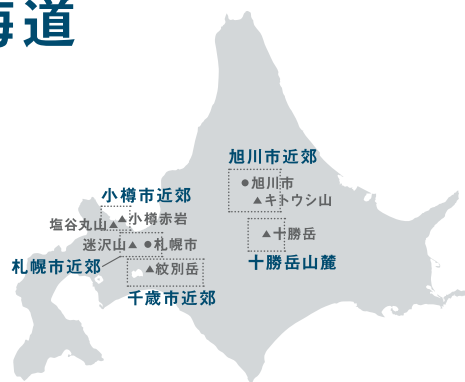 海道
旭川市近郊
旭川市
キトウシ山
小樽市近郊
小樽赤岩
塩谷丸山
十勝岳
迷沢山
札幌市
札幌市近郊
十勝岳山麓
紋別岳
千歳市近郊